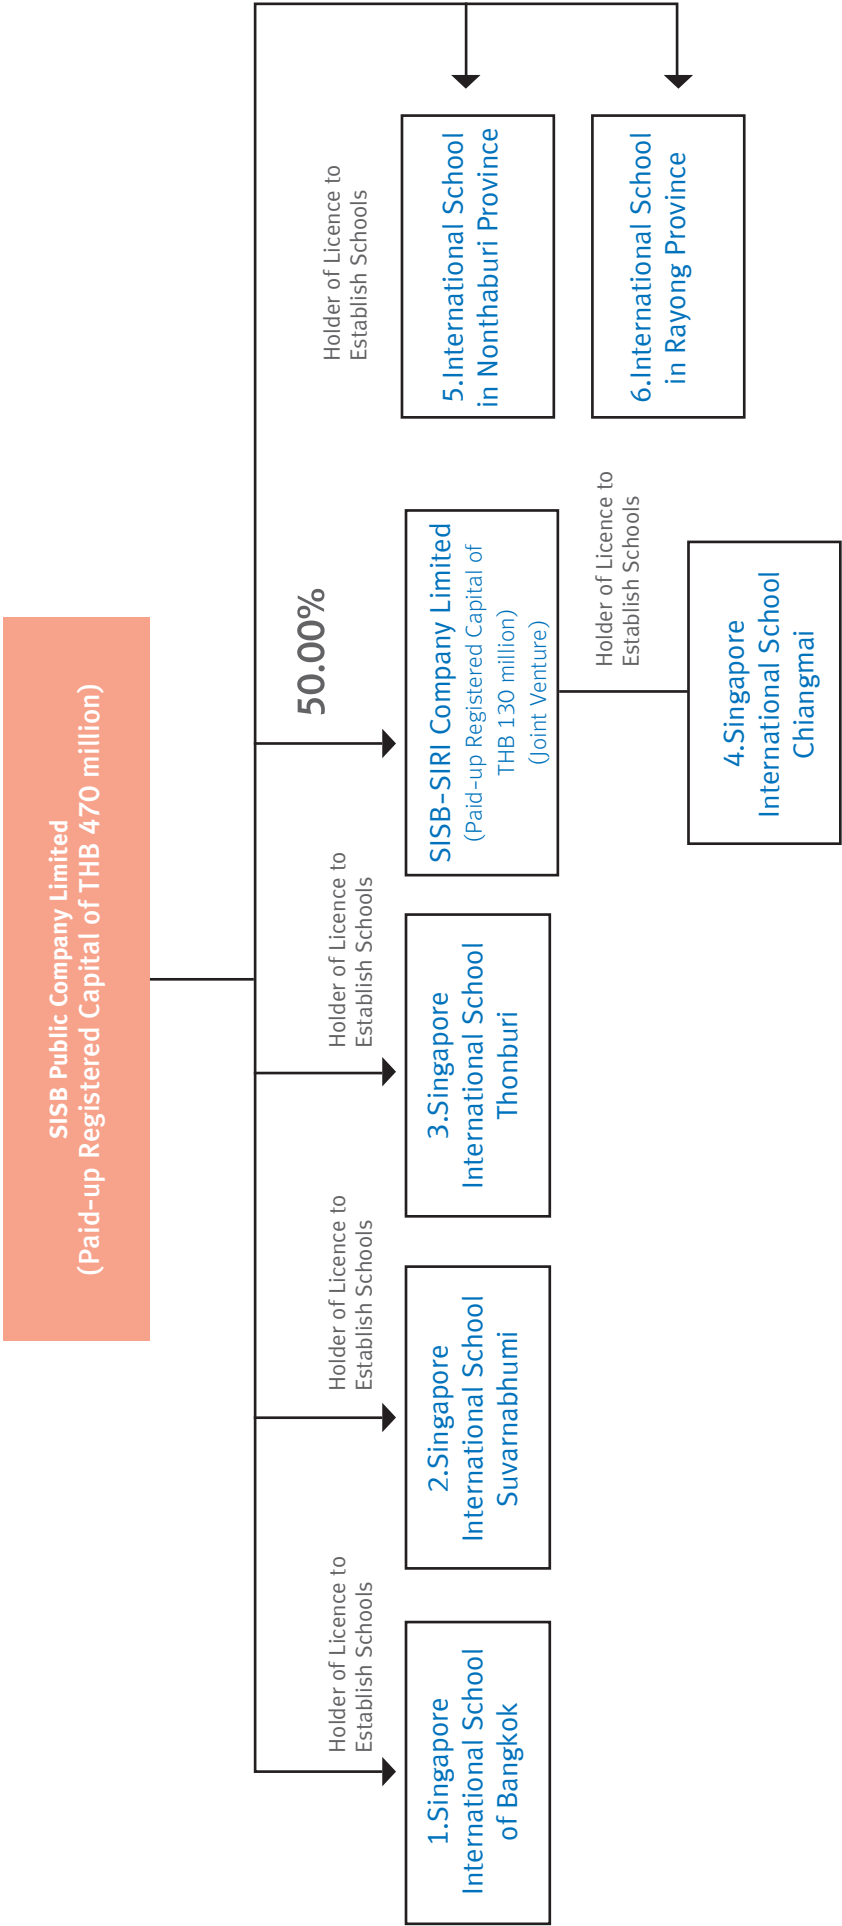 SISB Public Company Limited
(Paid-up Registered Capital of THB 470 million)
Holder of Licence to
Establish Schools
1.Singapore
International School
of Bangkok
Holder of Licence to
Establish Schools
2.Singapore
International School
Suvarnabhumi
Holder of Licence to
Establish Schools
3.Singapore
International School
Thonburi
50.00%
SISB-SIRI Company Limited
(Paid-up Registered Capital of
THB 130 million)
(Joint Venture)
Holder of Licence to
Establish Schools
4.Singapore
International School
Chiangmai
Holder of Licence to
Establish Schools
5.International School
in Nonthaburi Province
6.International School
in Rayong Province